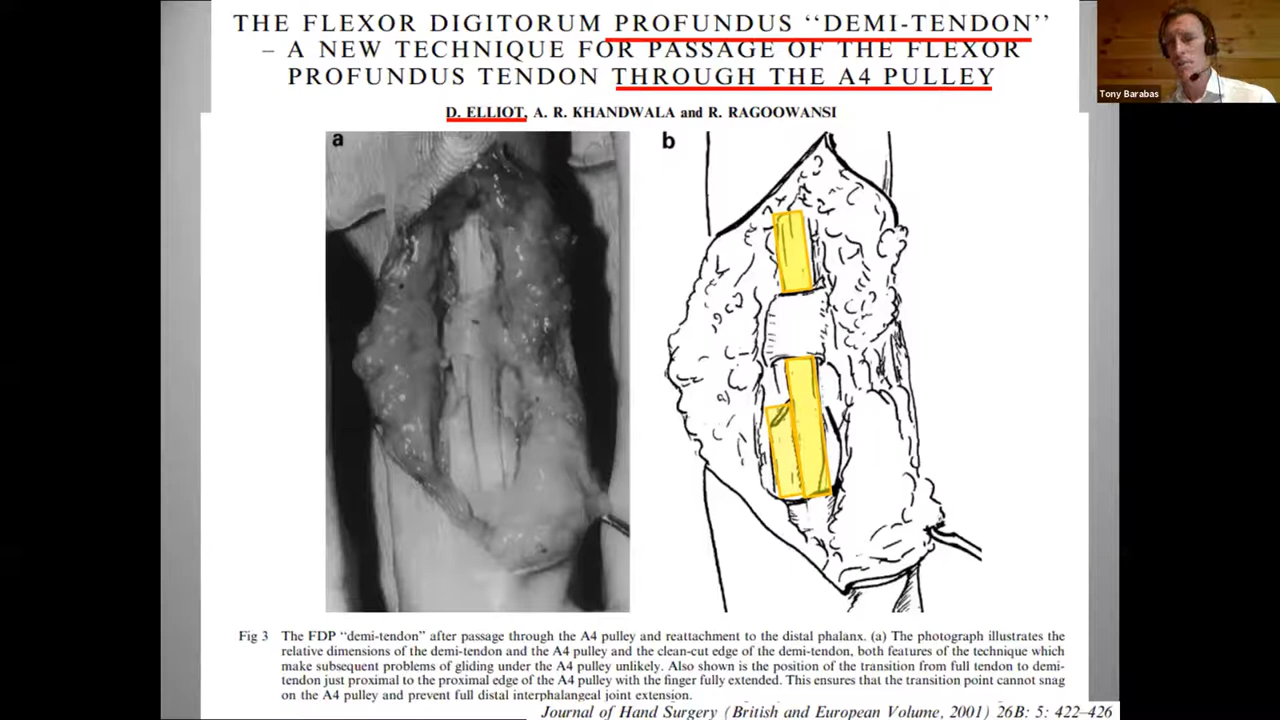 THE FLEXOR DIGITORUM PROFUNDUS ‘‘DEMI-TENDON’’
– A NEW TECHNIQUE FOR PASSAGE OF THE FLEXOR
PROFUNDUS TENDON THROUGH THE A4 PULLEY
Tony Barabas
D. ELLIOT, A. R. KHANDWALA and R. RAGOOWANSI
a
b
Fig 3 The FDP “demi-tendon” after passage through the A4 pulley and reattachment to the distal phalanx. (a) The photograph illustrates the
relative dimensions of the demi-tendon and the A4 pulley and the clean-cut edge of the demi-tendon, both features of the technique which
make subsequent problems of gliding under the A4 pulley unlikely. Also shown is the position of the transition from full tendon to demi-
tendon just proximal to the proximal edge of the A4 pulley with the finger fully extended. This ensures that the transition point cannot snag
on the A4 pulley and prevent full distal interphalangeal joint extension.
Journal of Hand Surgery (British and European Volume, 2001) 26B: 5: 422–426